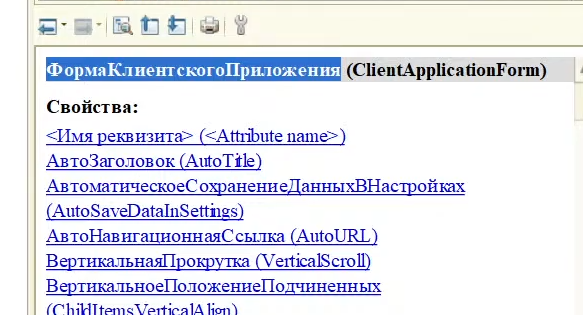 ФормаКлиентскогоПриложения (ClientApplicationForm)
Свойства:
<Имя реквизита> (<Attribute name>)
АвтоЗаголовок (AutoTitle)
АвтоматическоеСохранениеДанныхВНастройках
(AutoSaveDataInSettings)
АвтоНавигационнаяСсылка (AutoURL)
ВертикальнаяПрокрутка (VerticalScroll)
ВертикальноеПоложениеПодчиненных
(ChildItemsVerticalAlign)